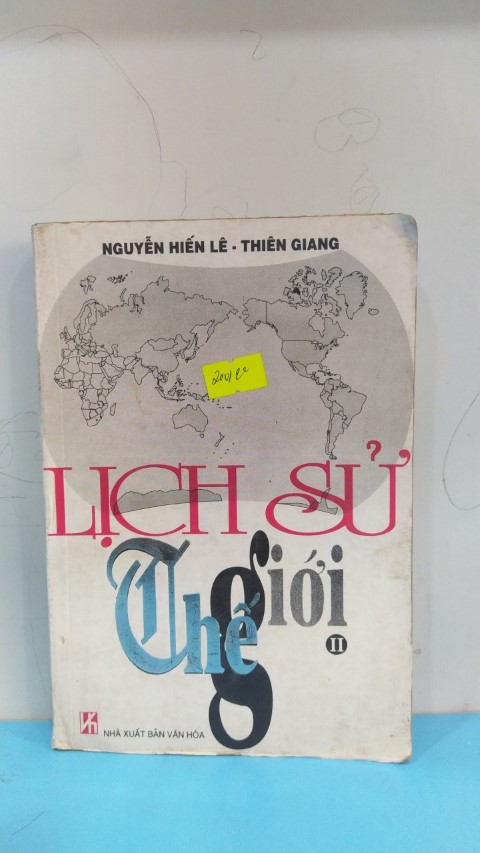 NGUYỄN HIẾN LÊ - THIÊN GIANG
LỊCH SỬ
Thế giới
II
NHÀ XUẤT BẢN VĂN HÓA